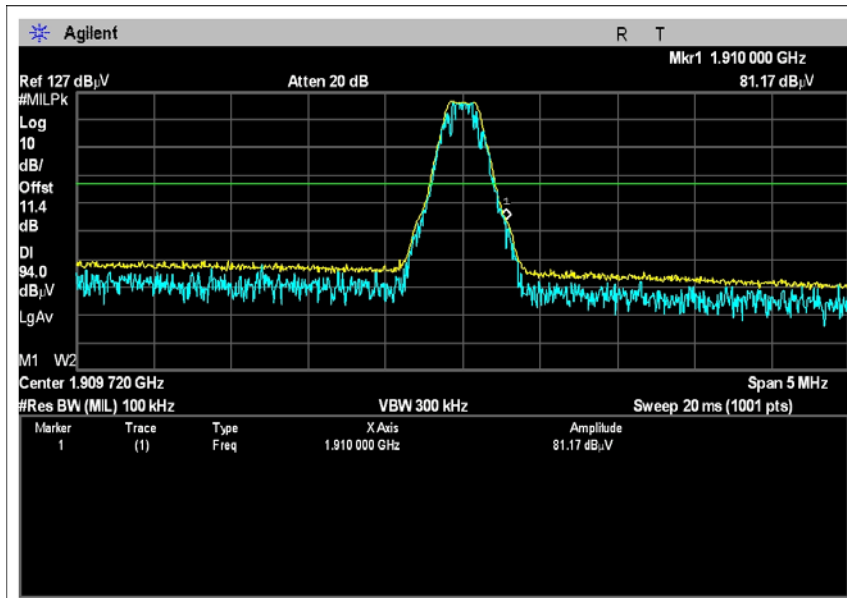 Agilent
R T
Mkr1 1.910 000 GHz
Ref 127 dBµV
Atten 20 dB
81.17 dBµV
#MILPk
Log
10
dB/
Offst
11.4
dB
DI
94.0
dBµV
LgAv
M1 W2
1
Center 1.909 720 GHz
Span 5 MHz
#Res BW (MIL) 100 kHz
VBW 300 kHz
Sweep 20 ms (1001 pts)
Marker Trace Type X Axis Amplitude
1 (1) Freq 1.910 000 GHz 81.17 dBµV